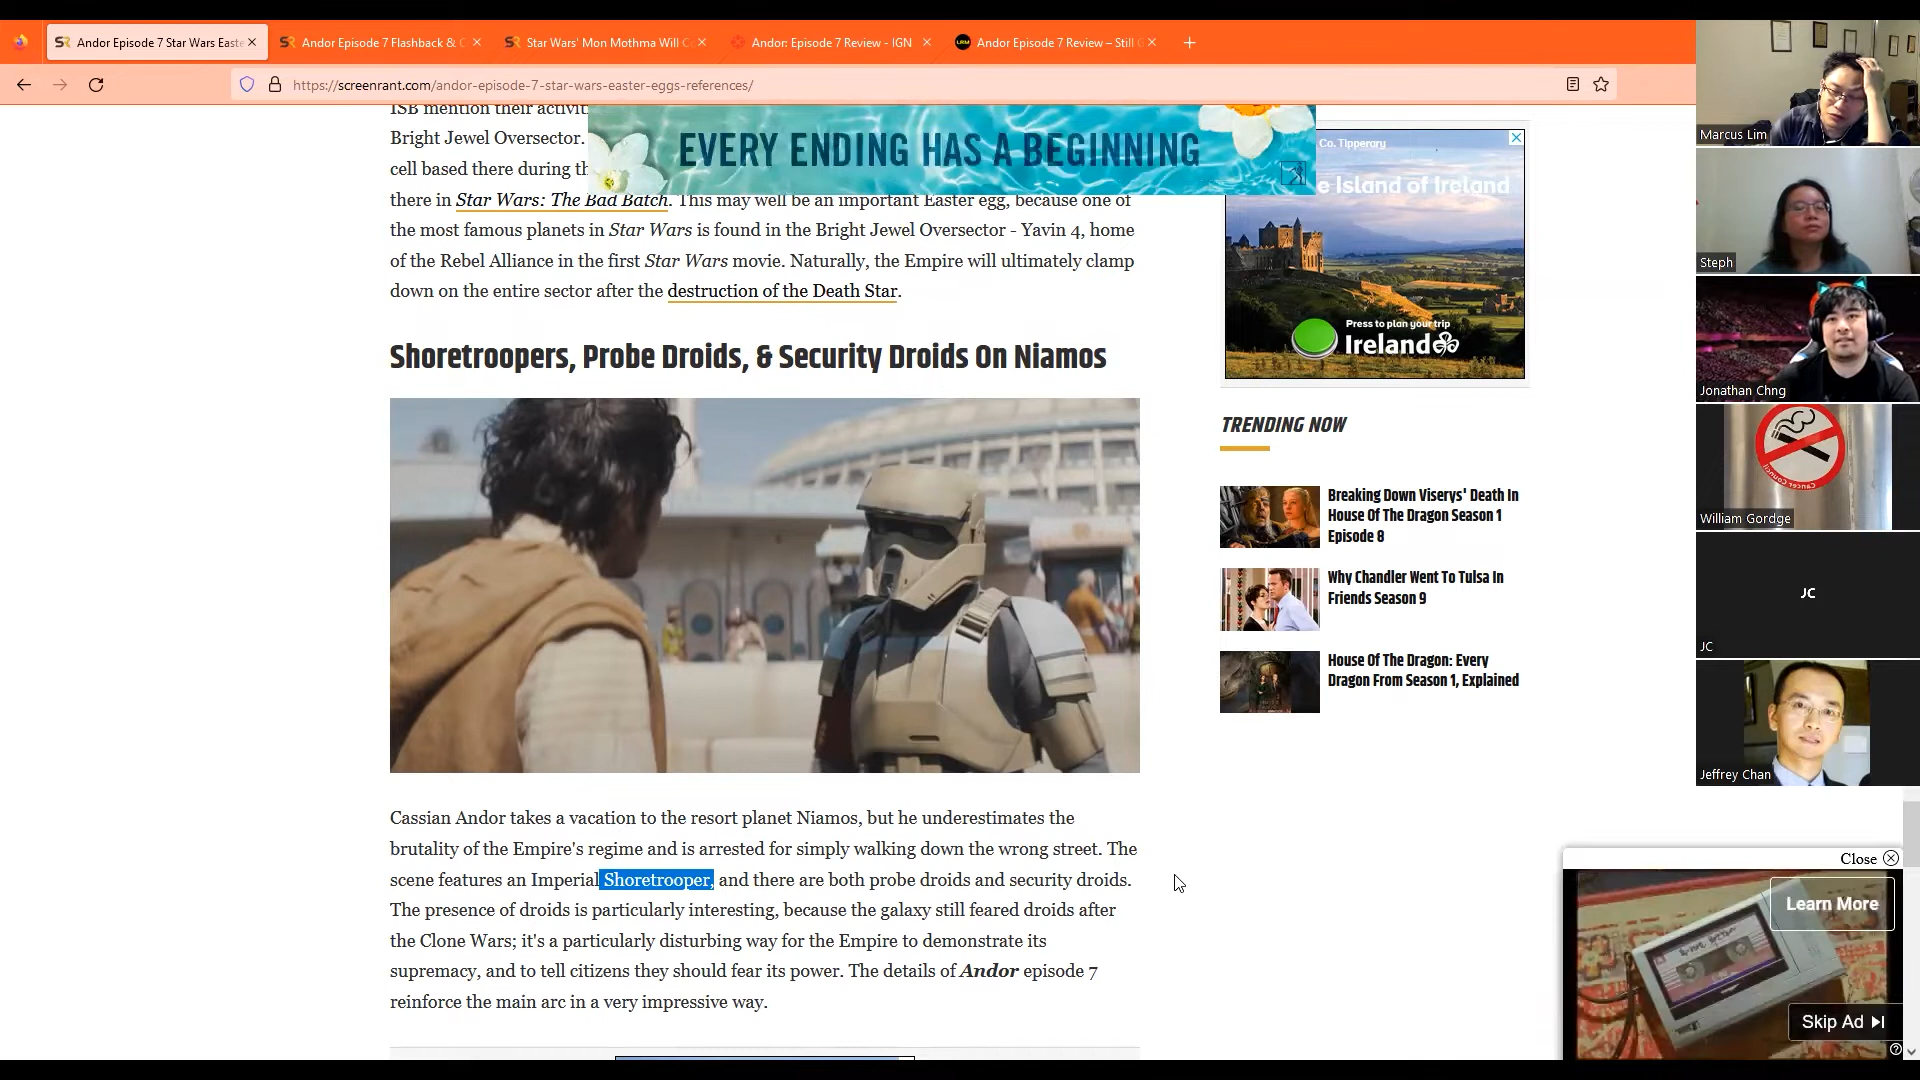 Andor Episode 7 Star Wars Easte
Andor Episode 7 Flashback & C
Star Wars' Mon Mothma Will C
Andor: Episode 7 Review - IGN
Andor Episode 7 Review – Still G
https://screenrant.com/andor-episode-7-star-wars-easter-eggs-references/
ISB mention their activit
Bright Jewel Oversector.
cell based there during th
there in Star Wars: The Bad Batch. This may well be an important Easter egg, because one of
the most famous planets in Star Wars is found in the Bright Jewel Oversector - Yavin 4, home
of the Rebel Alliance in the first Star Wars movie. Naturally, the Empire will ultimately clamp
down on the entire sector after the destruction of the Death Star.
EVERY ENDING HAS A BEGINNING
Shoretroopers, Probe Droids, & Security Droids On Niamos
Cassian Andor takes a vacation to the resort planet Niamos, but he underestimates the
brutality of the Empire's regime and is arrested for simply walking down the wrong street. The
scene features an Imperial Shoretrooper, and there are both probe droids and security droids.
The presence of droids is particularly interesting, because the galaxy still feared droids after
the Clone Wars; it's a particularly disturbing way for the Empire to demonstrate its
supremacy, and to tell citizens they should fear its power. The details of Andor episode 7
reinforce the main arc in a very impressive way.
Co. Tipperary
e Island of Ireland
Press to plan your trip
Ireland
TRENDING NOW
Breaking Down Viserys' Death In
House Of The Dragon Season 1
Episode 8
Why Chandler Went To Tulsa In
Friends Season 9
House Of The Dragon: Every
Dragon From Season 1, Explained
Marcus Lim
Steph
Jonathan Chng
Cancer Council
William Gordge
JC
JC
Jeffrey Chan
Close
Learn More
Skip Ad